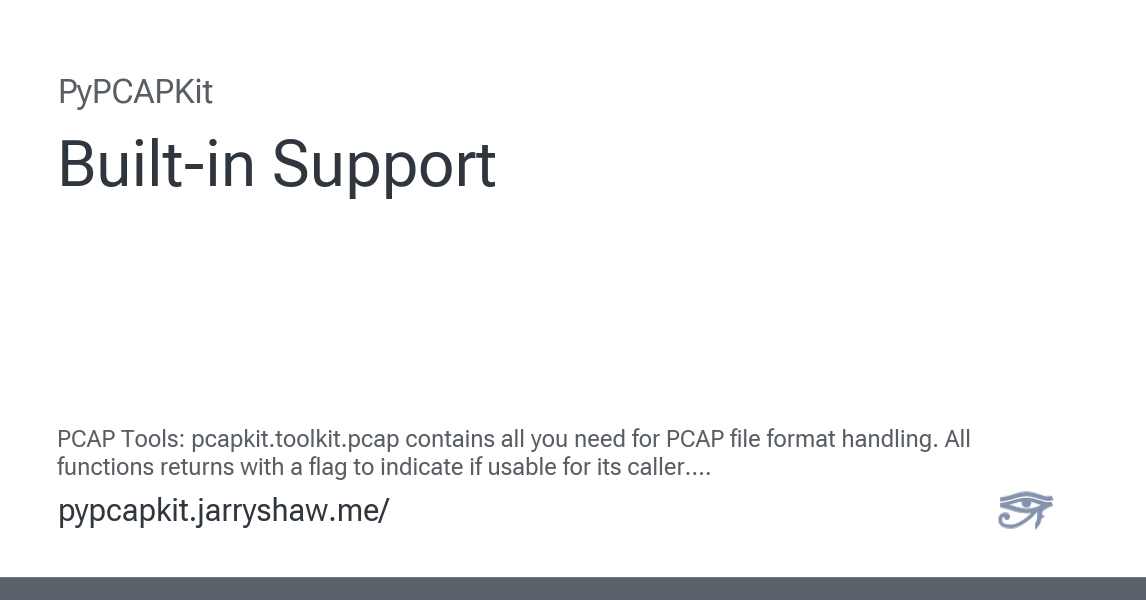 PyPCAPKit
Built-in Support
PCAP Tools: pcapkit.toolkit.pcap contains all you need for PCAP file format handling. All
functions returns with a flag to indicate if usable for its caller....
pypcapkit.jarryshaw.me/